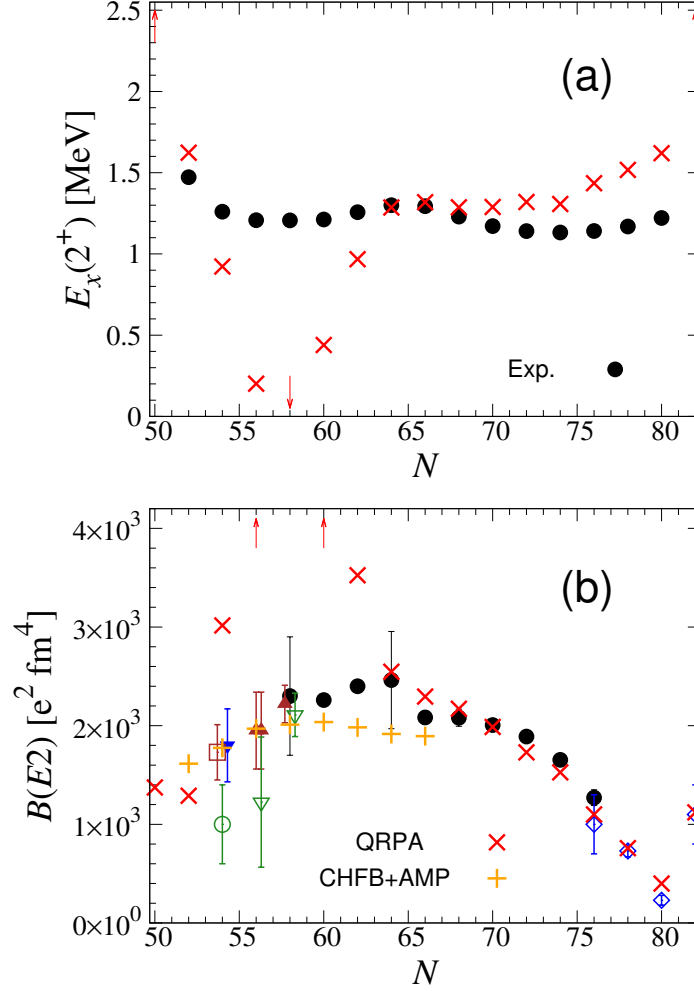 2.5
(a)
2
1.5
1
0.5
0
E_x(2^+) [MeV]
Exp.
50 55 60 65 70 75 80
N
4×10^3
(b)
3×10^3
2×10^3
1×10^3
0×10^0
B(E2) [e^2 fm^4]
QRPA
CHFB+AMP
50 55 60 65 70 75 80
N